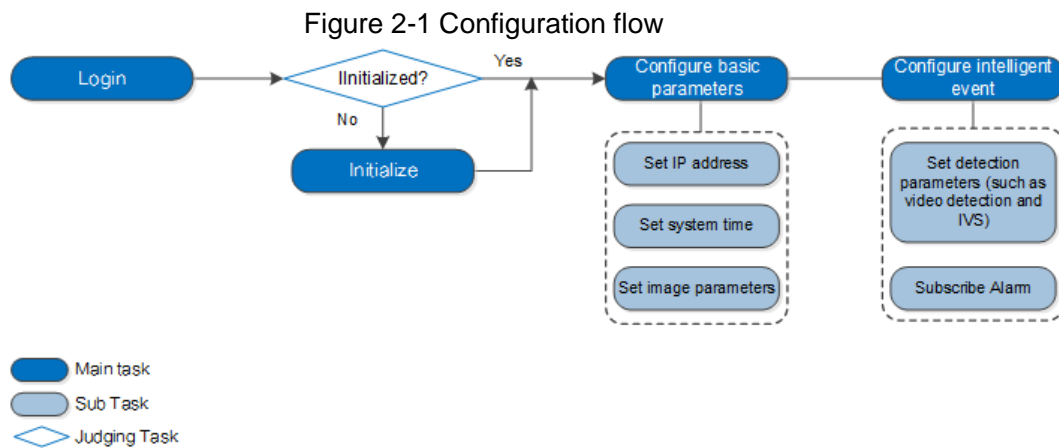 Figure 2-1 Configuration flow
Login
IInitialized?
Yes
No
Initialize
Configure basic
parameters
Set IP address
Set system time
Set image parameters
Configure intelligent
event
Set detection
parameters (such as
video detection and
IVS)
Subscribe Alarm
Main task
Sub Task
Judging Task